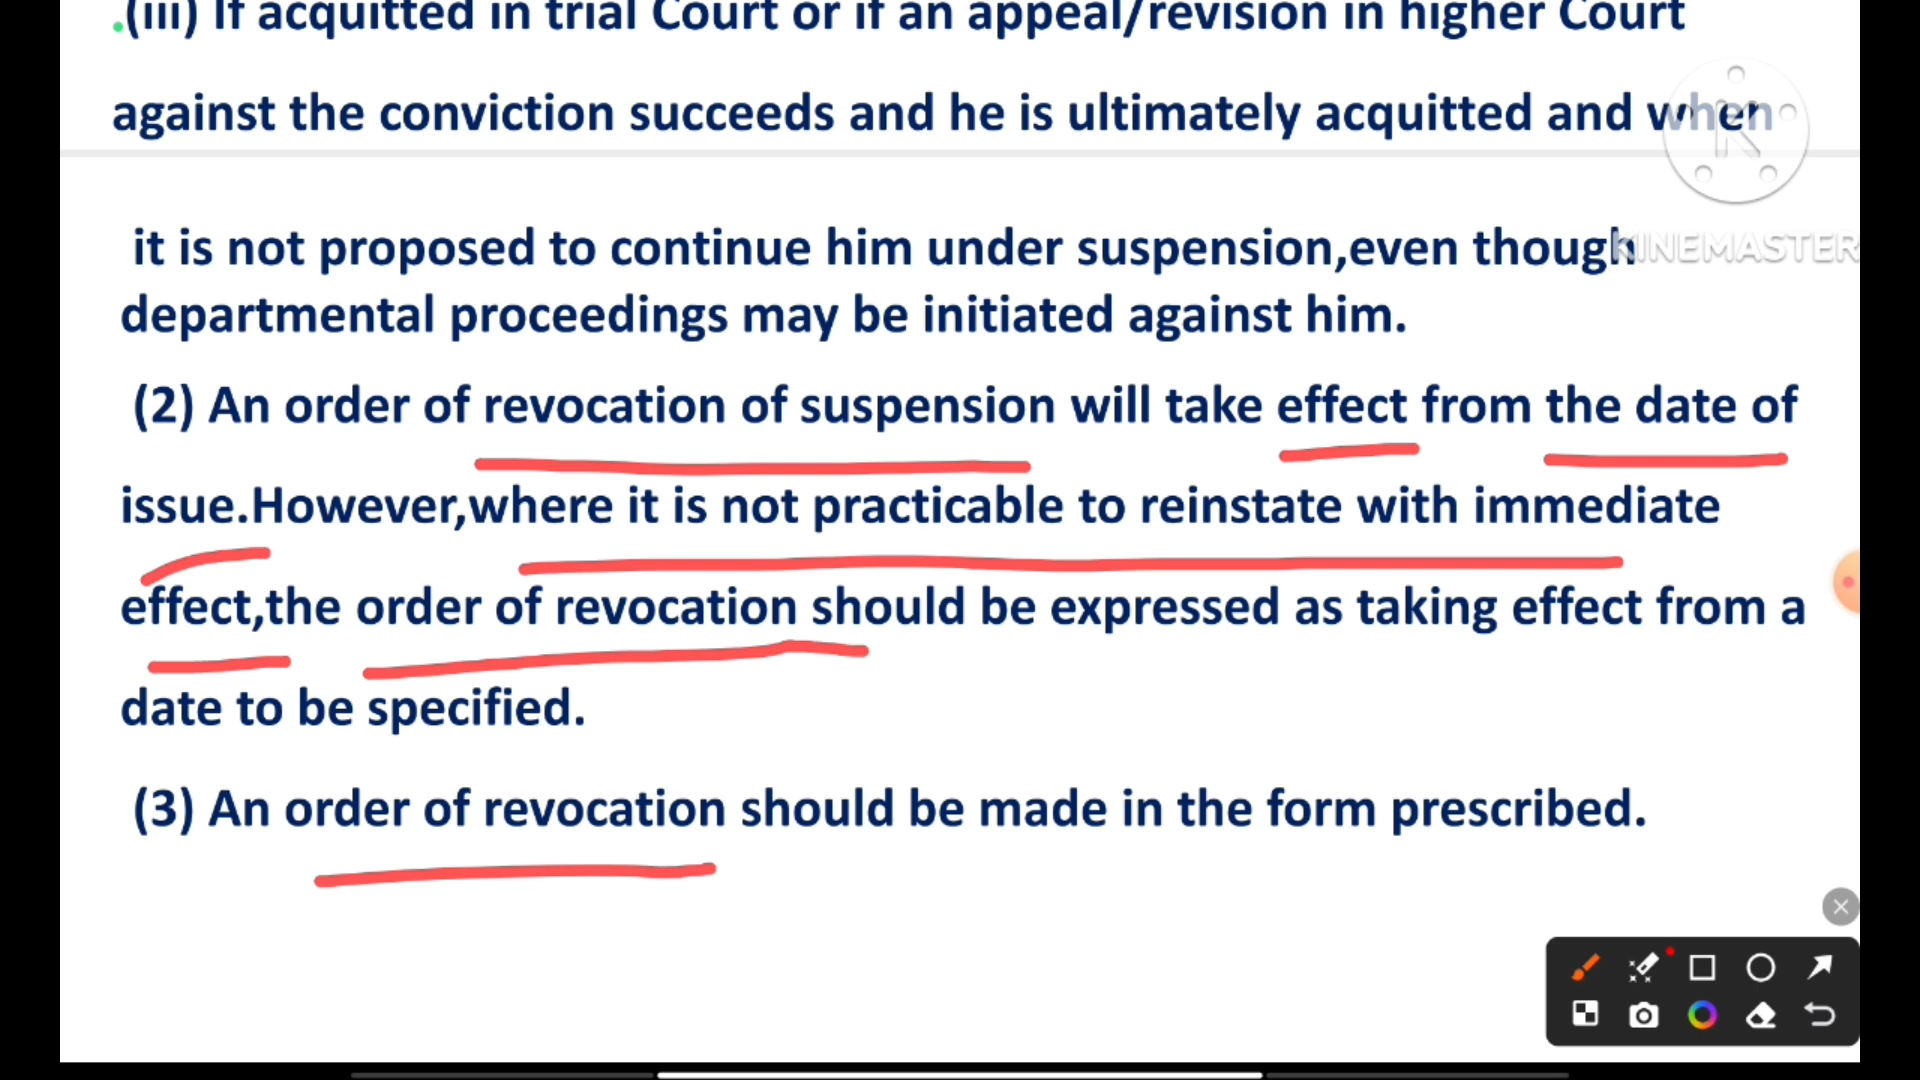 .(iii) If acquitted in trial Court or if an appeal/revision in higher Court
against the conviction succeeds and he is ultimately acquitted and when
it is not proposed to continue him under suspension,even though
KINEMASTER
departmental proceedings may be initiated against him.
(2) An order of revocation of suspension will take effect from the date of
issue.However,where it is not practicable to reinstate with immediate
effect,the order of revocation should be expressed as taking effect from a
date to be specified.
(3) An order of revocation should be made in the form prescribed.